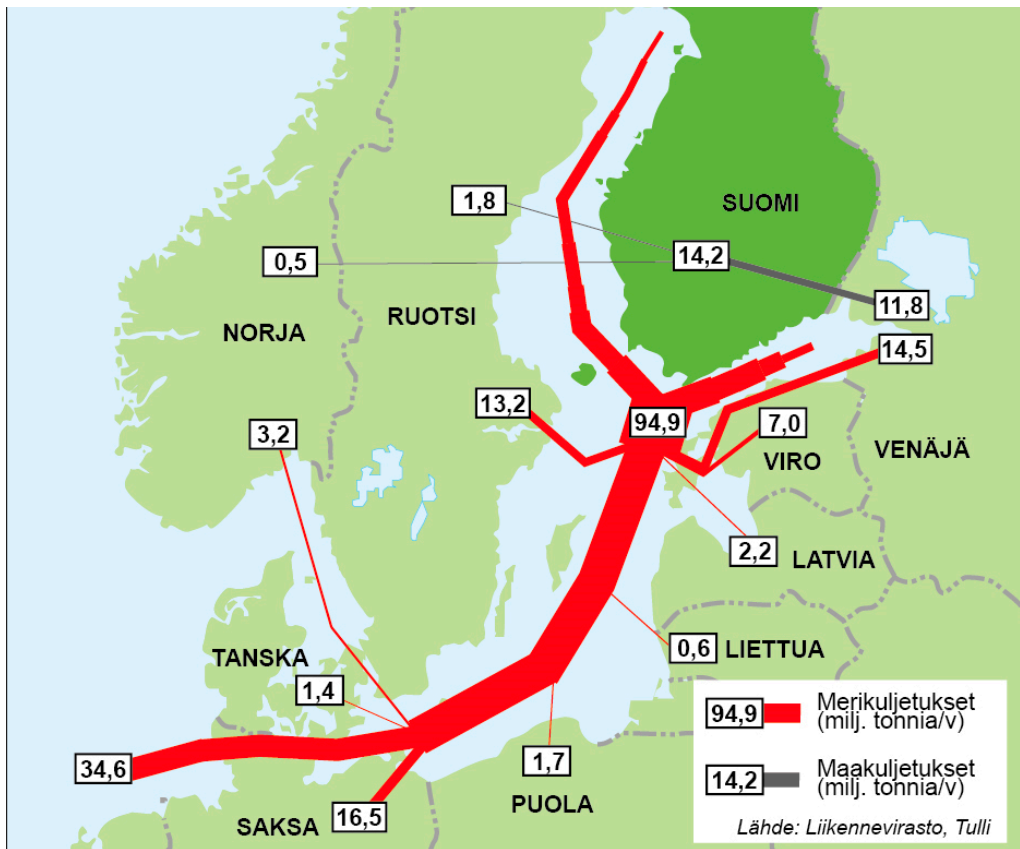 SUOMI
1,8
14,2
0,5
11,8
NORJA
RUOTSI
14,5
13,2
94,9
7,0
3,2
VIRO
VENÄJÄ
2,2
LATVIA
0,6
LIETTUA
TANSKA
1,4
34,6
1,7
16,5
SAKSA
PUOLA
94,9
Merikuljetukset
(milj. tonnia/v)
14,2
Maakuljetukset
(milj. tonnia/v)
Lähde: Liikennevirasto, Tulli